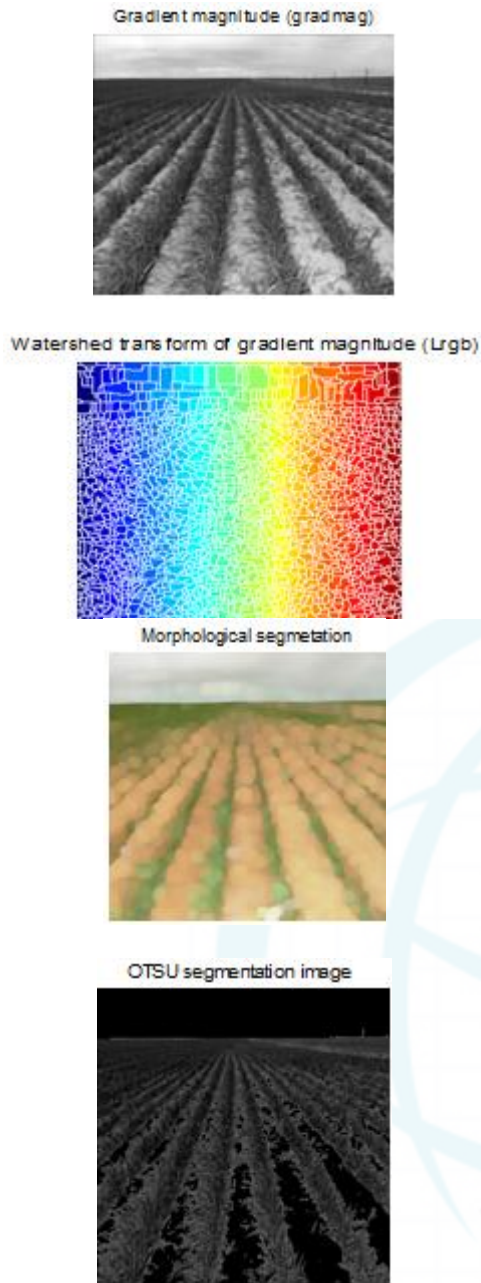 Gradient magnitude (gradmag)
Watershed transform of gradient magnitude (Lrgb)
Morphological segmetation
OTSU segmentation image